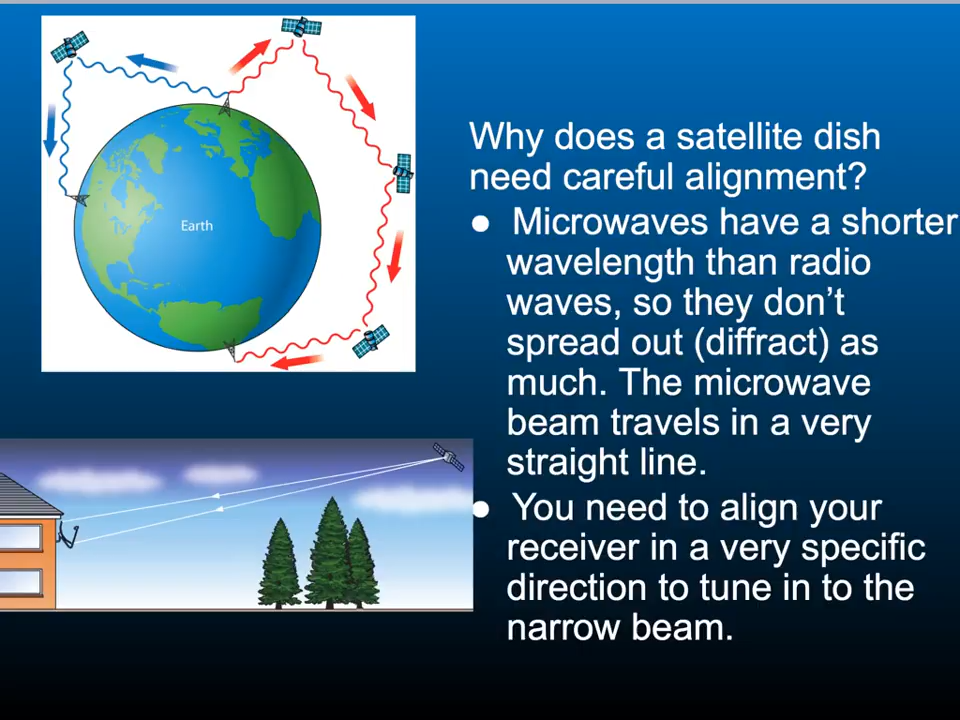 Earth
Why does a satellite dish
need careful alignment?
● Microwaves have a shorter
wavelength than radio
waves, so they don’t
spread out (diffract) as
much. The microwave
beam travels in a very
straight line.
● You need to align your
receiver in a very specific
direction to tune in to the
narrow beam.